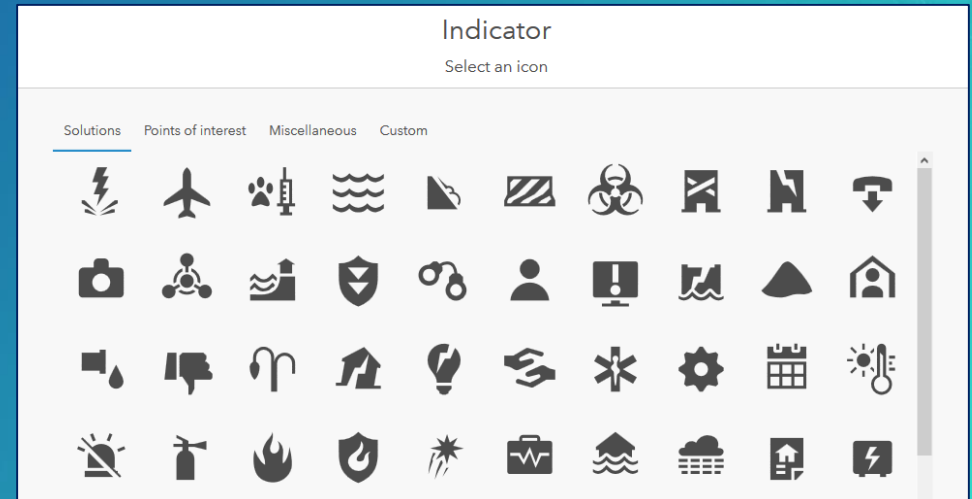 Indicator
Select an icon
Solutions Points of interest Miscellaneous Custom